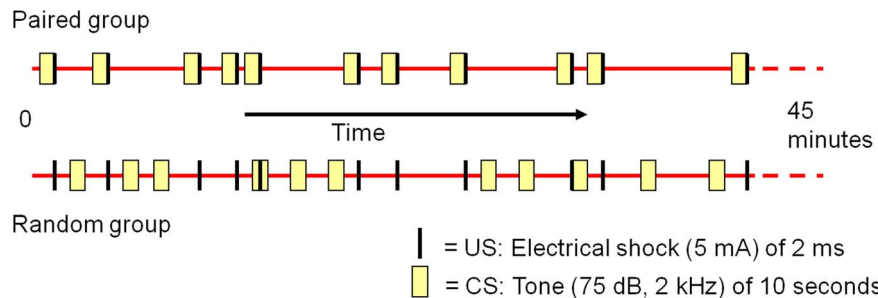 Paired group
0
Time
45
minutes
Random group
= US: Electrical shock (5 mA) of 2 ms
= CS: Tone (75 dB, 2 kHz) of 10 seconds